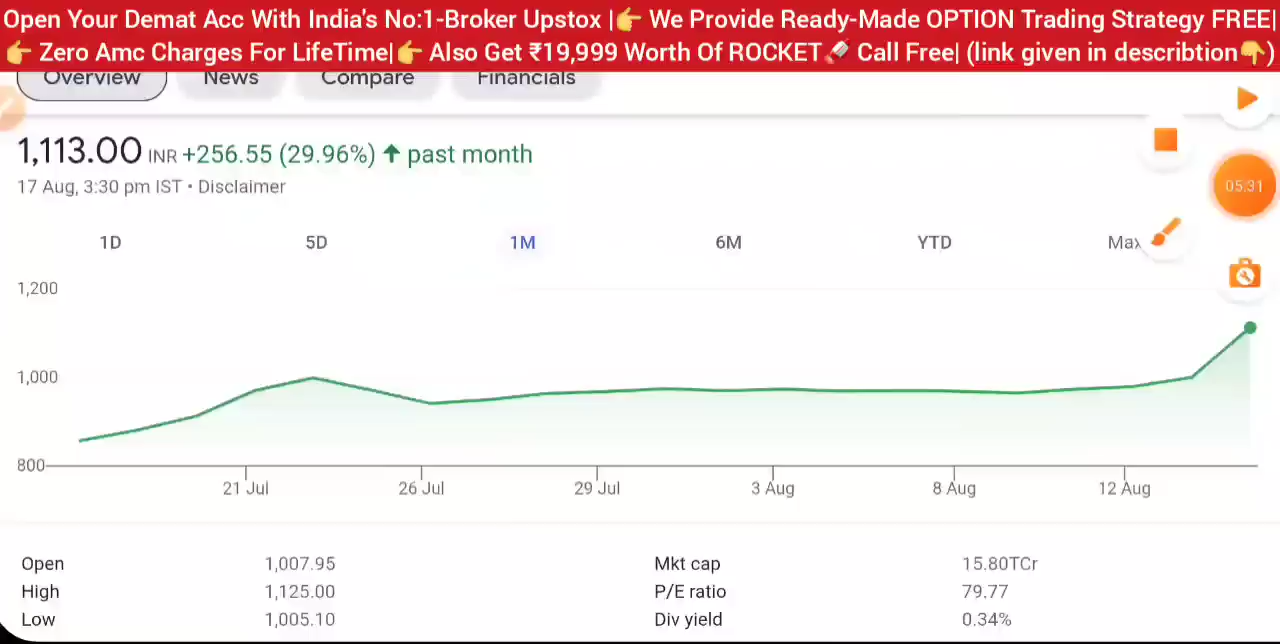 Open Your Demat Acc With India's No:1-Broker Upstox |👉 We Provide Ready-Made OPTION Trading Strategy FREE|
👉 Zero Amc Charges For LifeTime|👉 Also Get ₹19,999 Worth Of ROCKET🚀 Call Free| (link given in describtion👇)
Overview News Compare Financials
1,113.00 INR +256.55 (29.96%) ↑ past month
17 Aug, 3:30 pm IST • Disclaimer
05:31
1D 5D 1M 6M YTD Max
1,200
1,000
800
21 Jul 26 Jul 29 Jul 3 Aug 8 Aug 12 Aug
Open 1,007.95 Mkt cap 15.80TCr
High 1,125.00 P/E ratio 79.77
Low 1,005.10 Div yield 0.34%